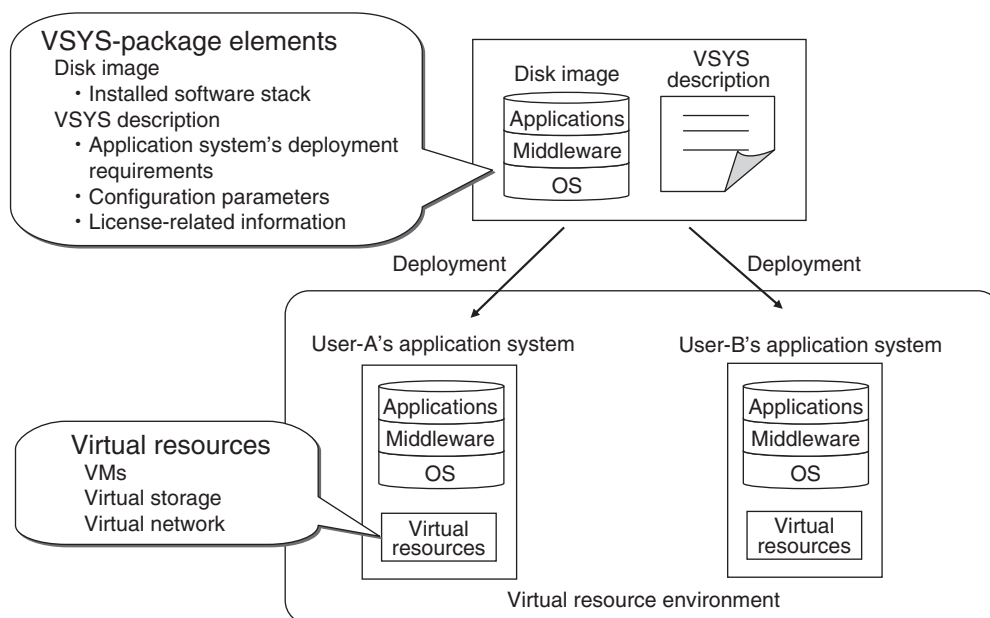 VSYS-package elements
Disk image
・Installed software stack
VSYS description
・Application system's deployment
requirements
・Configuration parameters
・License-related information
Disk image
Applications
Middleware
OS
VSYS
description
Deployment
Deployment
User-A's application system
Applications
Middleware
OS
Virtual
resources
User-B's application system
Applications
Middleware
OS
Virtual
resources
Virtual resources
VMs
Virtual storage
Virtual network
Virtual resource environment